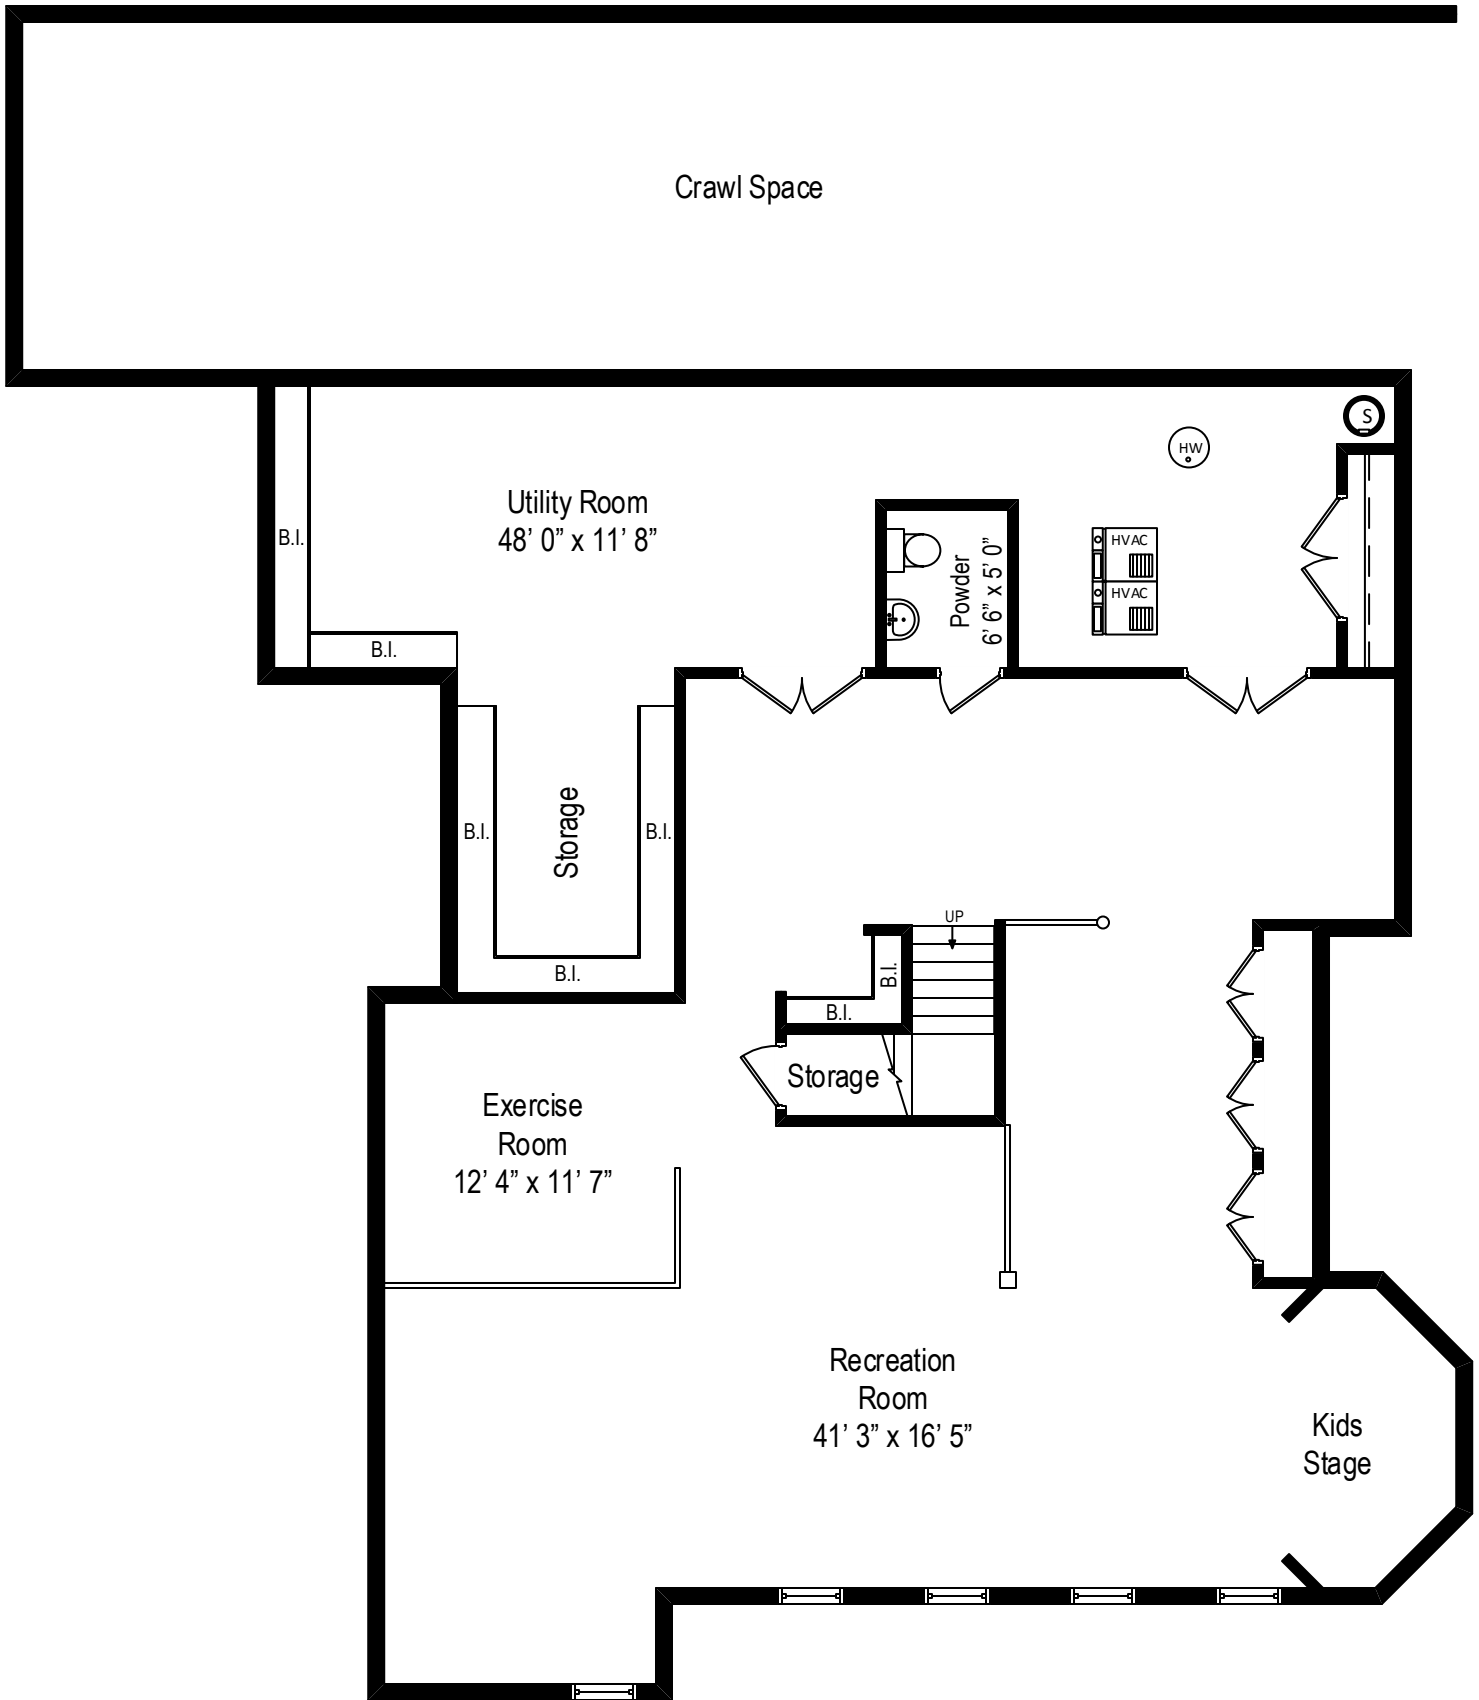 Crawl Space
S
HW
Utility Room
48’ 0” x 11’ 8”
B.I.
HVAC
HVAC
Powder
6’ 6” x 5’ 0”
B.I.
Storage
B.I.
B.I.
B.I.
UP
B.I.
B.I.
Storage
Exercise
Room
12’ 4” x 11’ 7”
Recreation
Room
41’ 3” x 16’ 5”
Kids
Stage